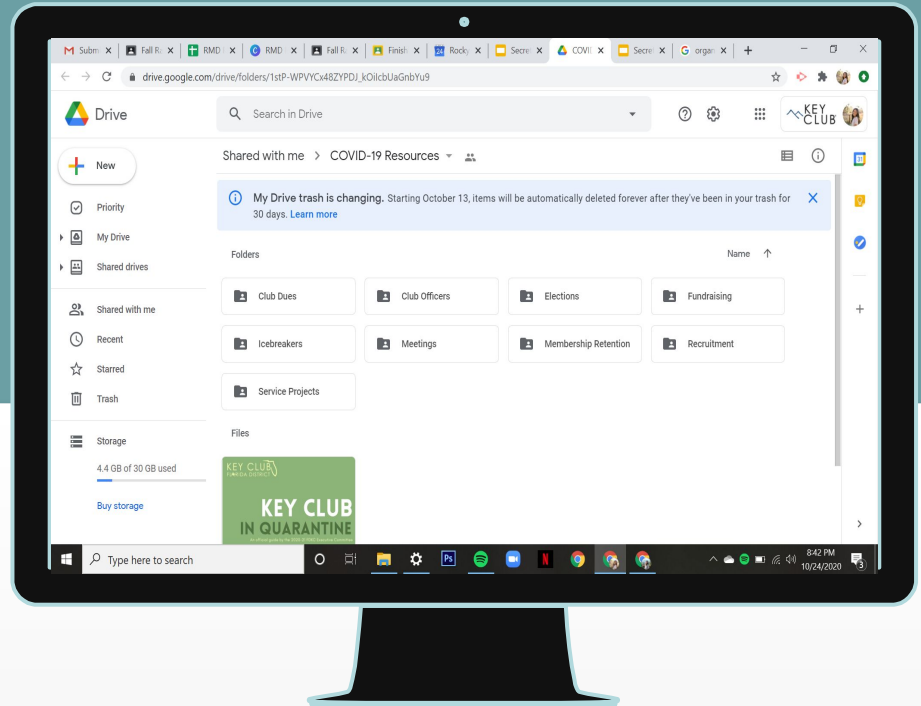 Subm Fall R RMD RMD Fall R Finish Rocky Secre COVI Secre organ
drive.google.com/drive/folders/1stP-WPVYCx48ZYPDJ_kOilcbUaGnbYu9
Drive
Search in Drive
KEY
CLUB
New
Shared with me > COVID-19 Resources
My Drive trash is changing. Starting October 13, items will be automatically deleted forever after they've been in your trash for
30 days. Learn more
Priority
My Drive
Shared drives
Shared with me
Recent
Starred
Trash
Storage
4.4 GB of 30 GB used
Buy storage
Folders Name
Club Dues Club Officers Elections Fundraising
Icebreakers Meetings Membership Retention Recruitment
Service Projects
Files
KEY CLUB
FLORIDA DISTRICT
KEY CLUB
IN QUARANTINE
Type here to search
Ps
N
8:42 PM
10/24/2020
3